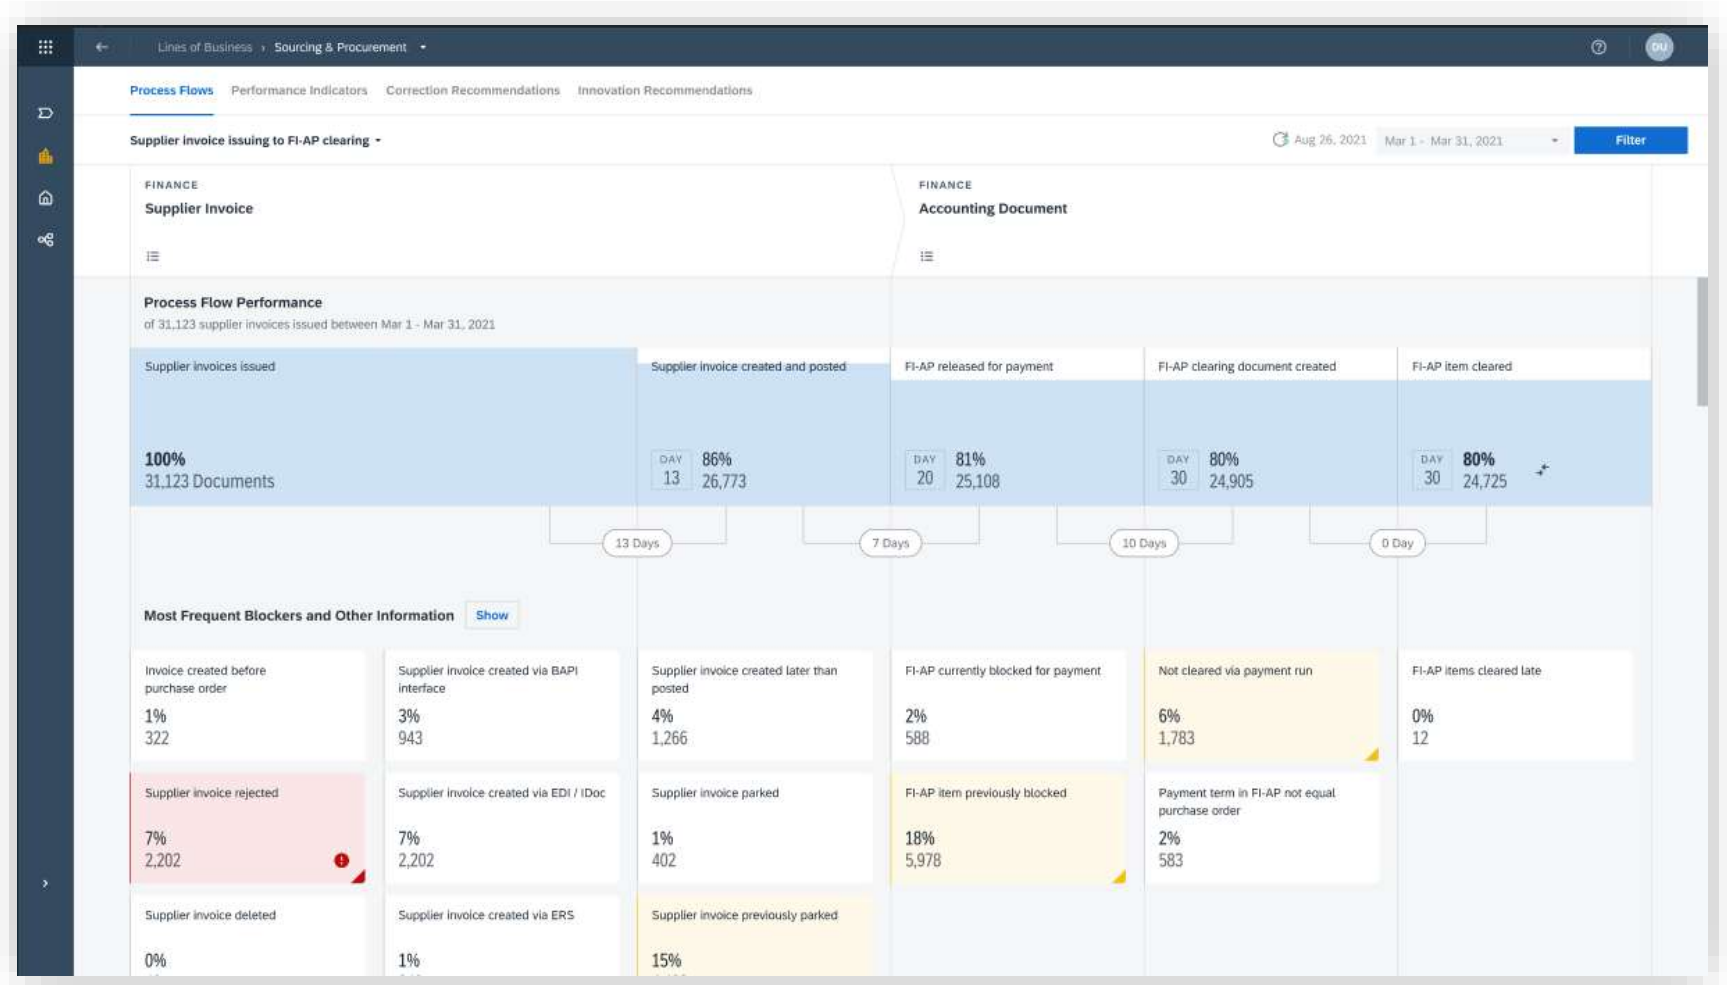 Lines of Business › Sourcing & Procurement
DU
Process Flows Performance Indicators Correction Recommendations Innovation Recommendations
Supplier invoice issuing to FI-AP clearing
Aug 26, 2021 Mar 1 - Mar 31, 2021 Filter
FINANCE
Supplier Invoice
FINANCE
Accounting Document
Process Flow Performance
of 31,123 supplier invoices issued between Mar 1 - Mar 31, 2021
Supplier invoices issued
100%
31,123 Documents
Supplier invoice created and posted
DAY
13
86%
26,773
FI-AP released for payment
DAY
20
81%
25,108
FI-AP clearing document created
DAY
30
80%
24,905
FI-AP item cleared
DAY
30
80%
24,725
13 Days
7 Days
10 Days
0 Day
Most Frequent Blockers and Other Information Show
Invoice created before
purchase order
1%
322
Supplier invoice created via BAPI
interface
3%
943
Supplier invoice created later than
posted
4%
1,266
FI-AP currently blocked for payment
2%
588
Not cleared via payment run
6%
1,783
FI-AP items cleared late
0%
12
Supplier invoice rejected
7%
2,202
Supplier invoice created via EDI / IDoc
7%
2,202
Supplier invoice parked
1%
402
FI-AP item previously blocked
18%
5,978
Payment term in FI-AP not equal
purchase order
2%
583
Supplier invoice deleted
0%
Supplier invoice created via ERS
1%
Supplier invoice previously parked
15%